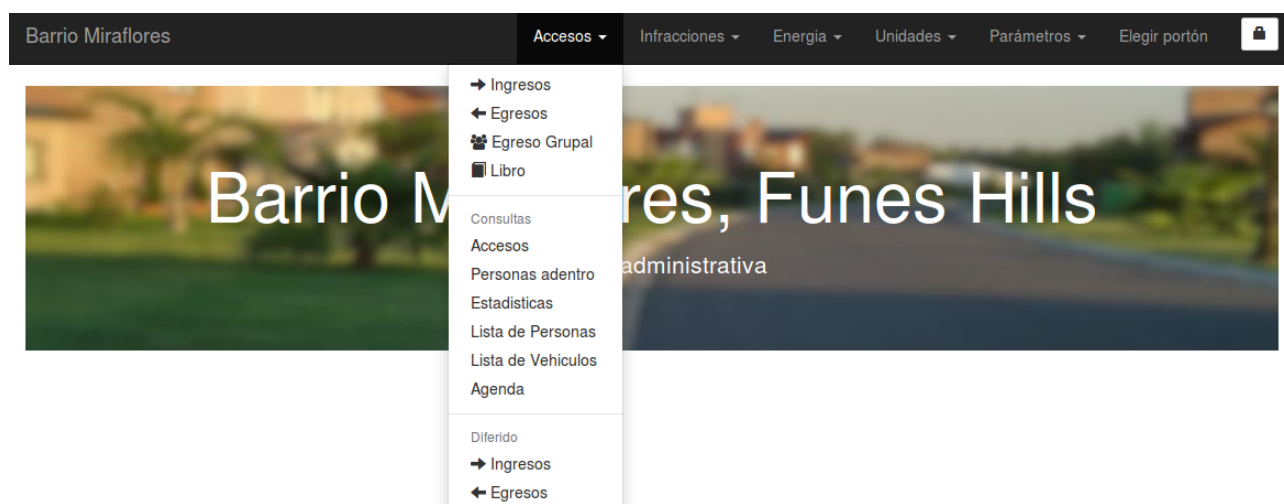 Barrio Miraflores Accesos Infracciones Energia Unidades Parámetros Elegir portón
Ingresos
Egresos
Egreso Grupal
Libro
Barrio M res, Funes Hills
administrativa
Consultas
Accesos
Personas adentro
Estadisticas
Lista de Personas
Lista de Vehiculos
Agenda
Diferido
Ingresos
Egresos